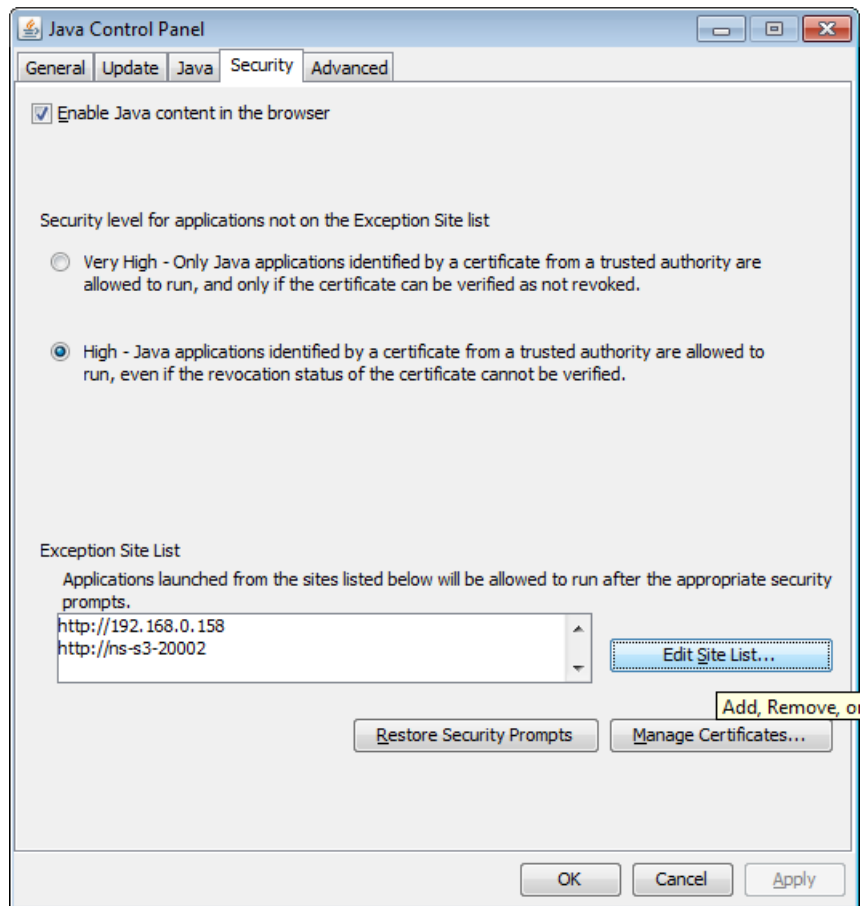 Java Control Panel
General Update Java Security Advanced
Enable Java content in the browser
Security level for applications not on the Exception Site list
Very High - Only Java applications identified by a certificate from a trusted authority are
allowed to run, and only if the certificate can be verified as not revoked.
High - Java applications identified by a certificate from a trusted authority are allowed to
run, even if the revocation status of the certificate cannot be verified.
Exception Site List
Applications launched from the sites listed below will be allowed to run after the appropriate security
prompts.
http://192.168.0.158
http://ns-s3-20002
Edit Site List...
Add, Remove, or
Restore Security Prompts Manage Certificates...
OK Cancel Apply